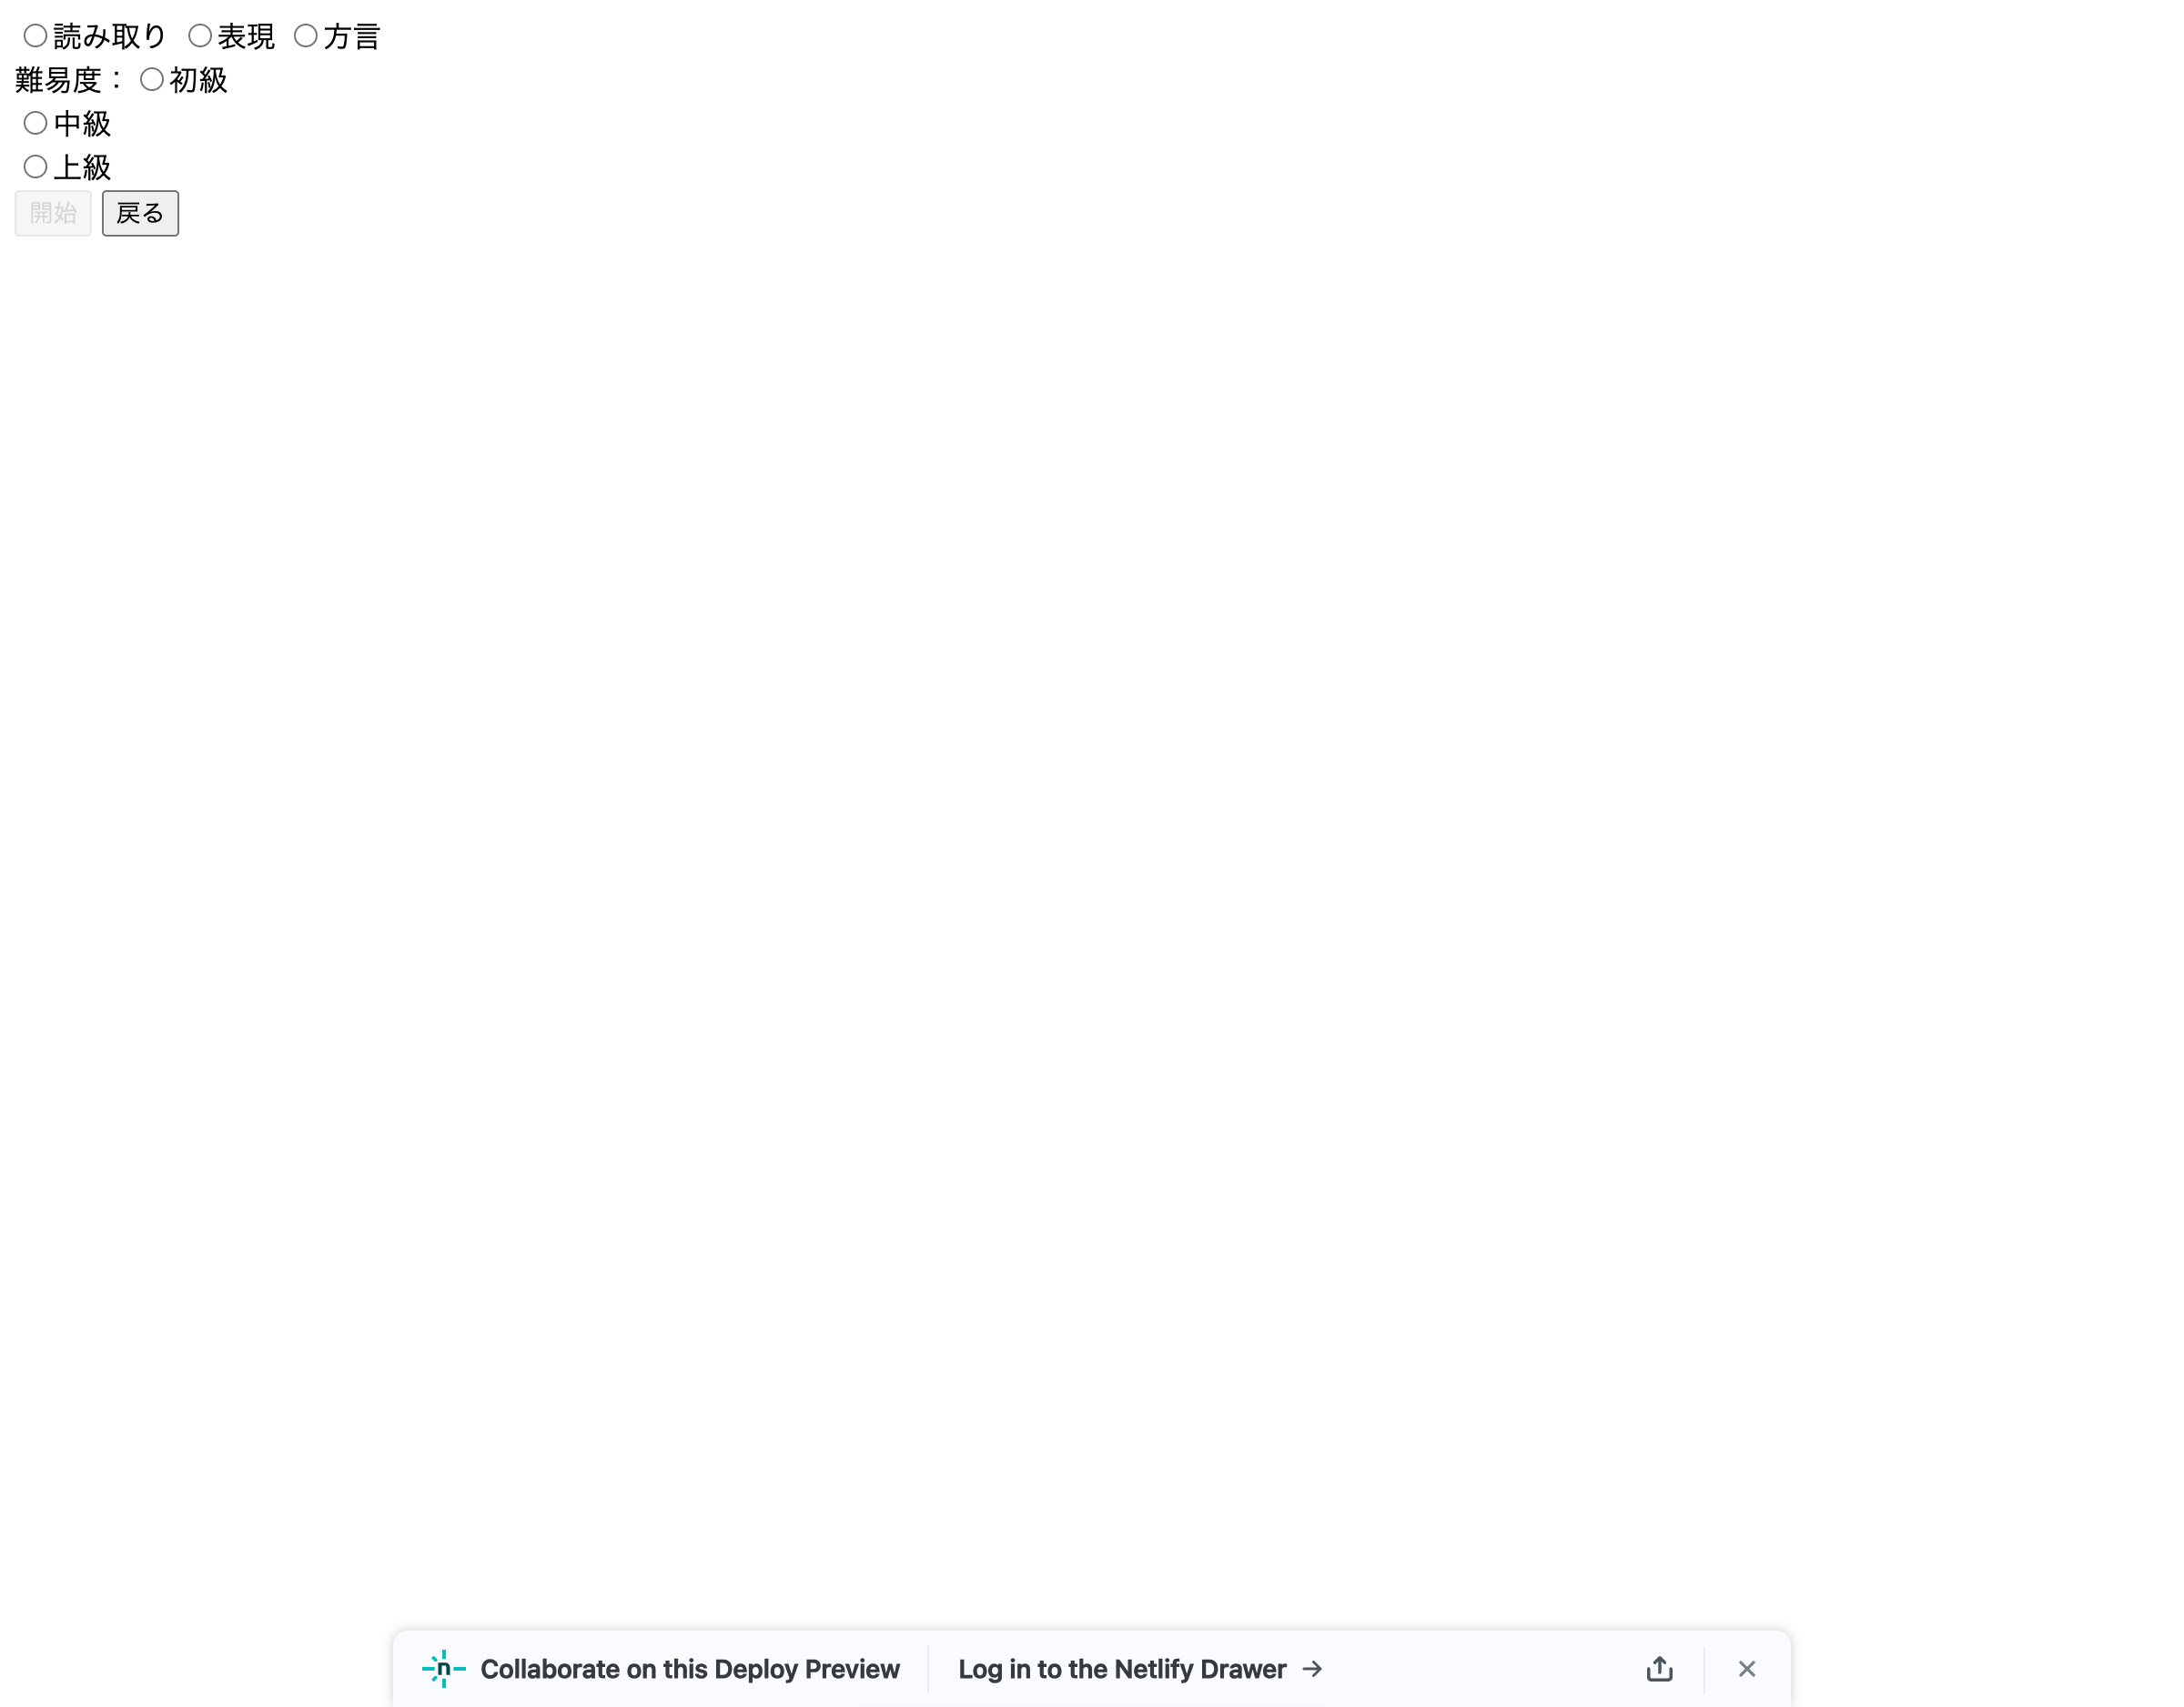 読み取り 表現 方言
難易度： 初級
中級
上級
開始 戻る
Collaborate on this Deploy Preview Log in to the Netlify Drawer →